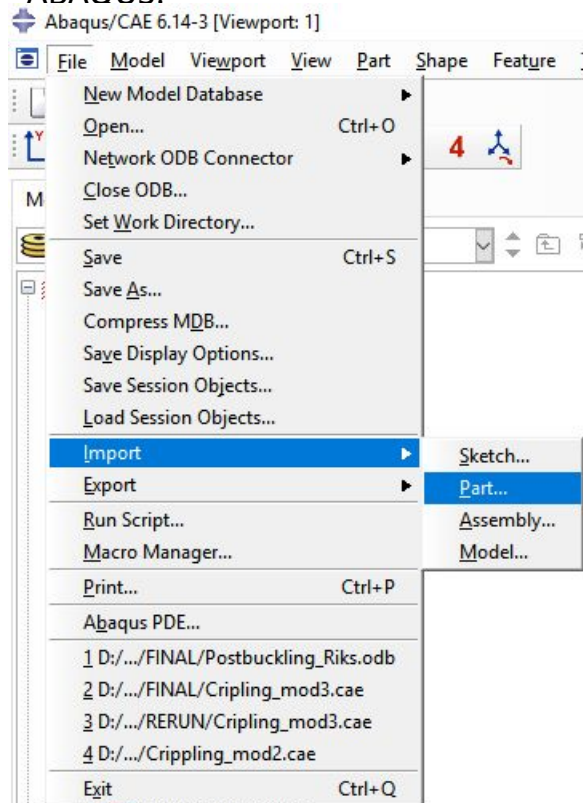 ABAQUS.
Abaqus/CAE 6.14-3 [Viewport: 1]
File Model Viewport View Part Shape Feature
New Model Database
Open... Ctrl+O
4
Network ODB Connector
Close ODB...
M
Set Work Directory...
Save Ctrl+S
Save As...
Compress MDB...
Save Display Options...
Save Session Objects...
Load Session Objects...
Import Sketch...
Export Part...
Run Script... Assembly...
Macro Manager... Model...
Print... Ctrl+P
Abaqus PDE...
1 D:/.../FINAL/Postbuckling_Riks.odb
2 D:/.../FINAL/Cripling_mod3.cae
3 D:/.../RERUN/Cripling_mod3.cae
4 D:/.../Crippling_mod2.cae
Exit Ctrl+Q